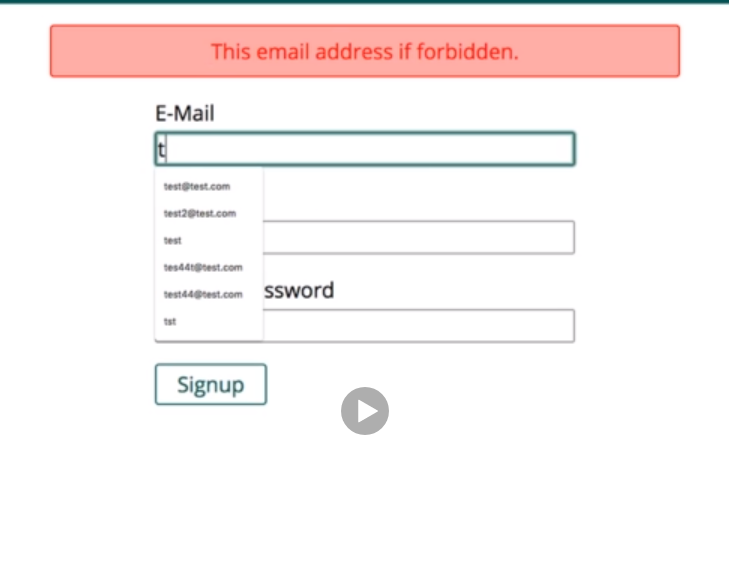 This email address if forbidden.
E-Mail
t
test@test.com
test2@test.com
test
tes44t@test.com
ssword
test44@test.com
tst
Signup